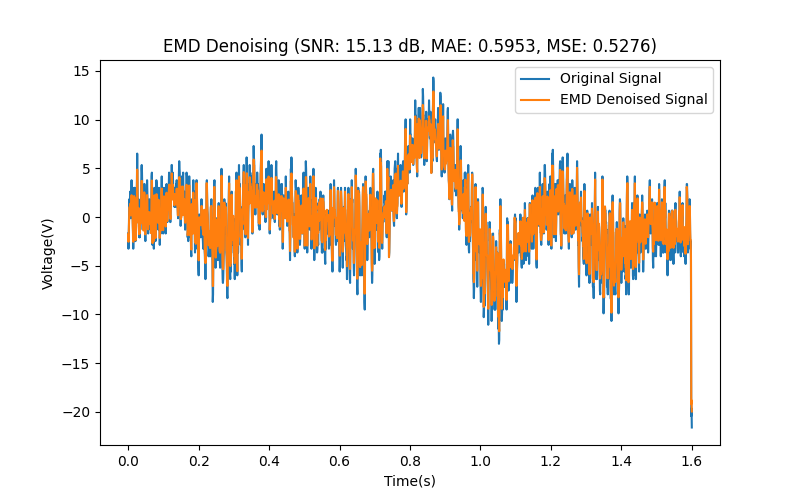 EMD Denoising (SNR: 15.13 dB, MAE: 0.5953, MSE: 0.5276)
Original Signal
EMD Denoised Signal
15
10
5
0
−5
−10
−15
−20
Voltage(V)
0.0 0.2 0.4 0.6 0.8 1.0 1.2 1.4 1.6
Time(s)